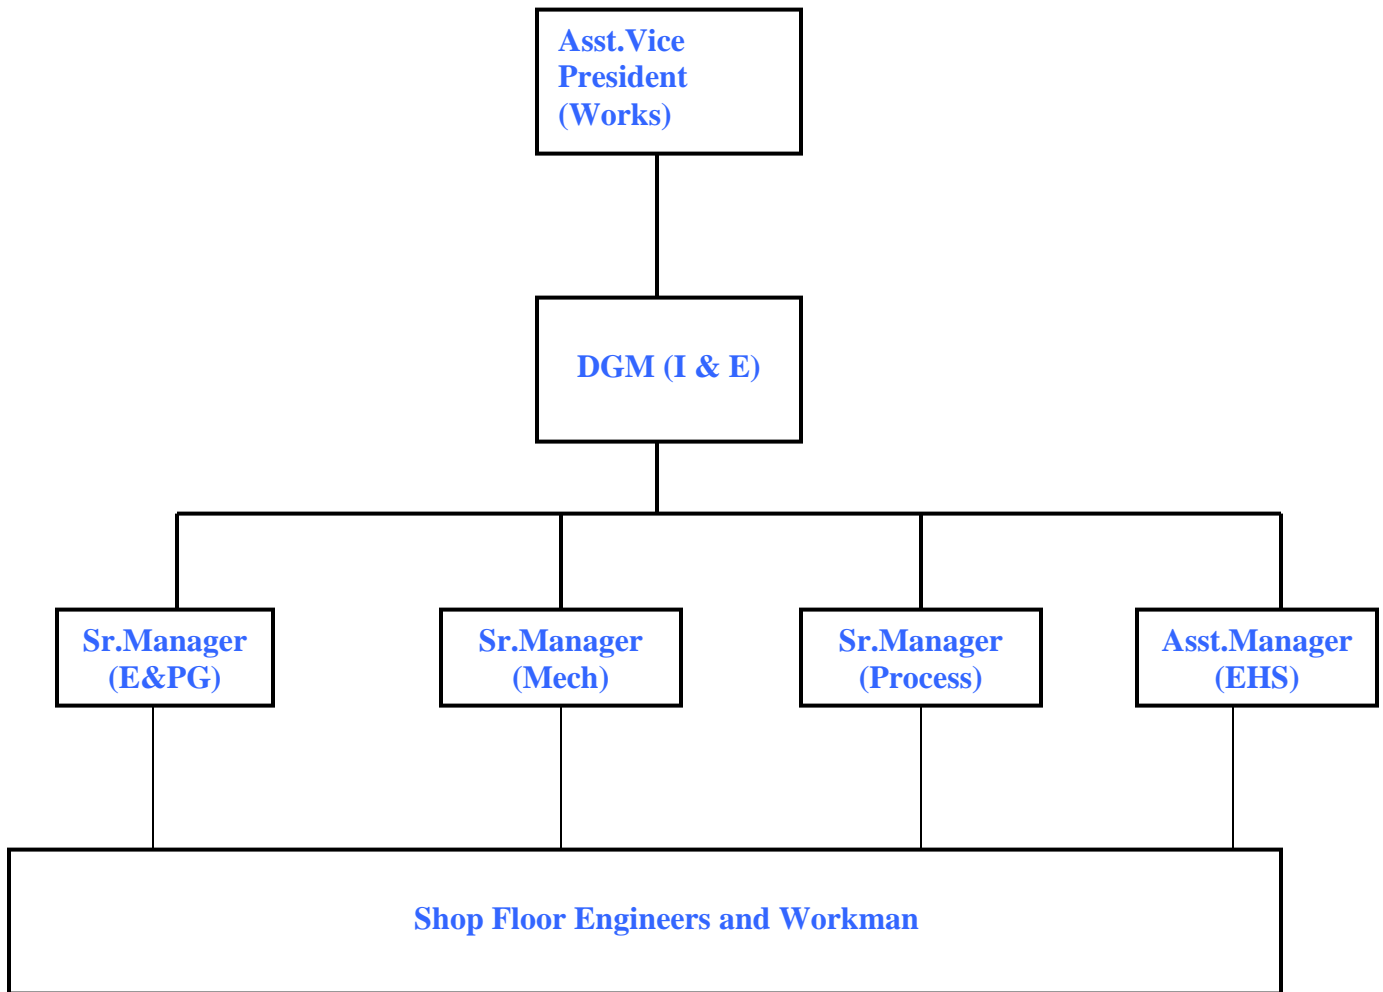 Asst.Vice
President
(Works)
DGM (I & E)
Sr.Manager
(E&PG)
Sr.Manager
(Mech)
Sr.Manager
(Process)
Asst.Manager
(EHS)
Shop Floor Engineers and Workman